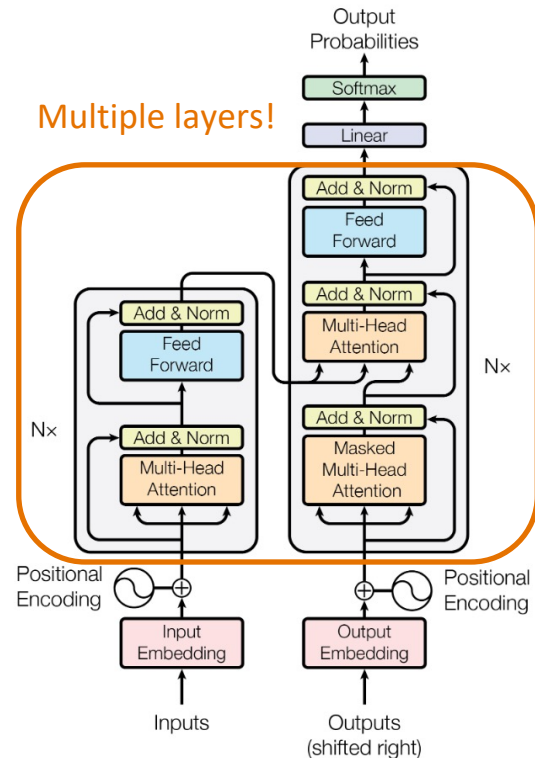 Output
Probabilities
Softmax
Multiple layers!
Linear
Add & Norm
Feed
Forward
Add & Norm
Multi-Head
Attention
Add & Norm
Masked
Multi-Head
Attention
Nx
Add & Norm
Feed
Forward
Nx
Add & Norm
Multi-Head
Attention
Positional
Encoding
Positional
Encoding
Input
Embedding
Output
Embedding
Inputs
Outputs
(shifted right)